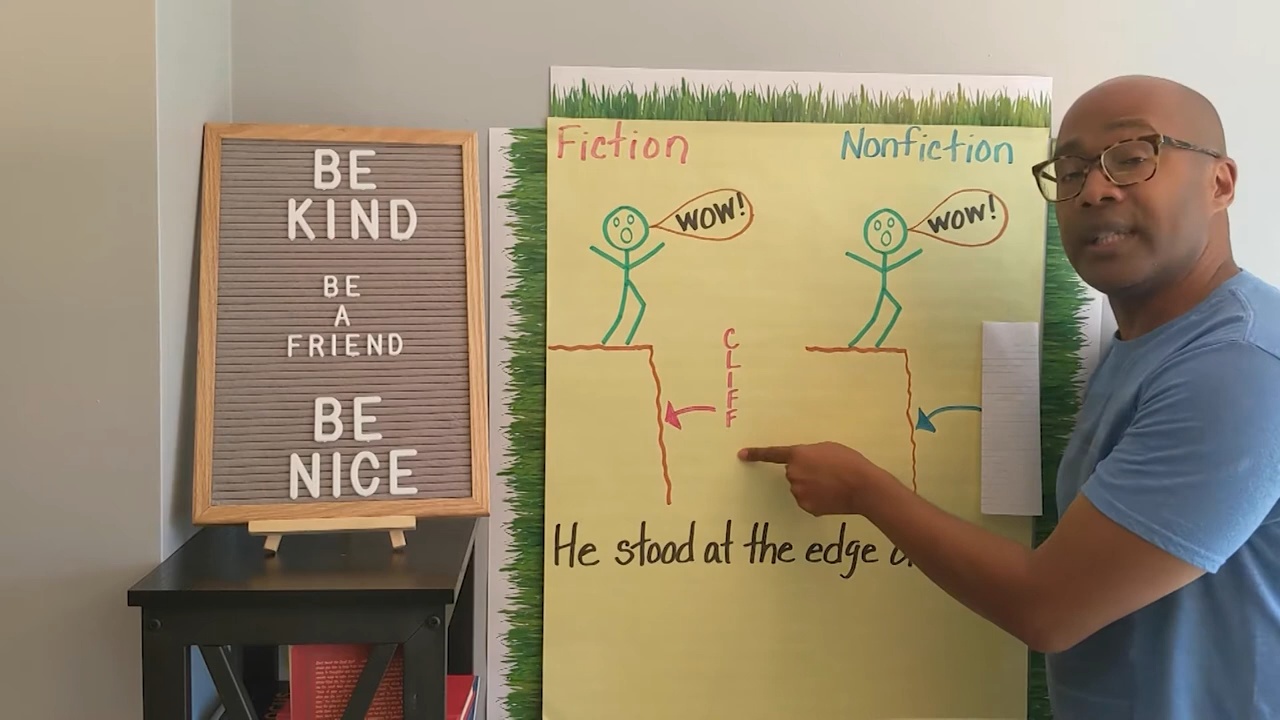 BE
KIND
BE
A
FRIEND
BE
NICE
Fiction
Nonfiction
WOW!
WOW!
CLIFF
He stood at the edge